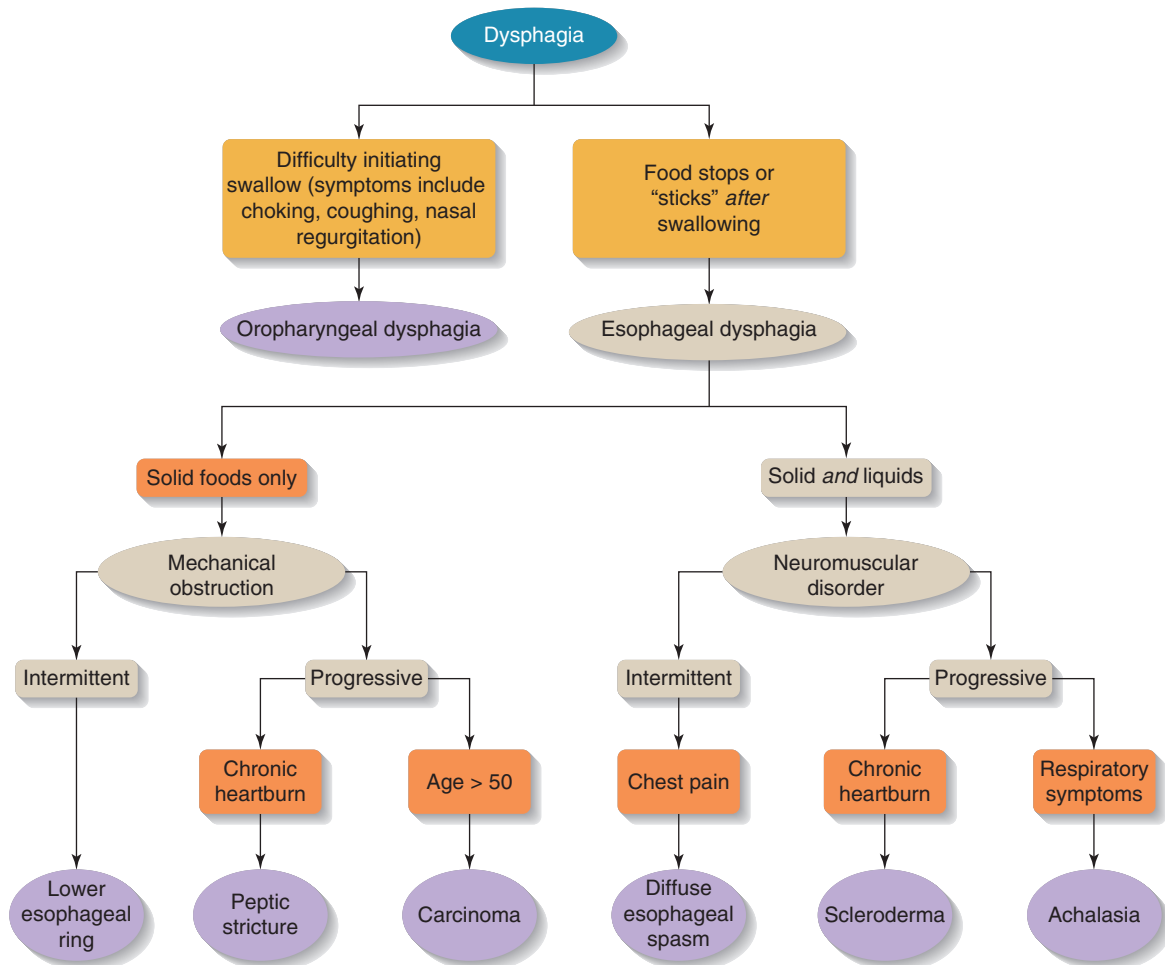 Dysphagia
Difficulty initiating
swallow (symptoms include
choking, coughing, nasal
regurgitation)
Food stops or
“sticks” after
swallowing
Oropharyngeal dysphagia
Esophageal dysphagia
Solid foods only
Solid and liquids
Mechanical
obstruction
Neuromuscular
disorder
Intermittent
Progressive
Intermittent
Progressive
Chronic
heartburn
Age > 50
Chest pain
Chronic
heartburn
Respiratory
symptoms
Lower
esophageal
ring
Peptic
stricture
Carcinoma
Diffuse
esophageal
spasm
Scleroderma
Achalasia